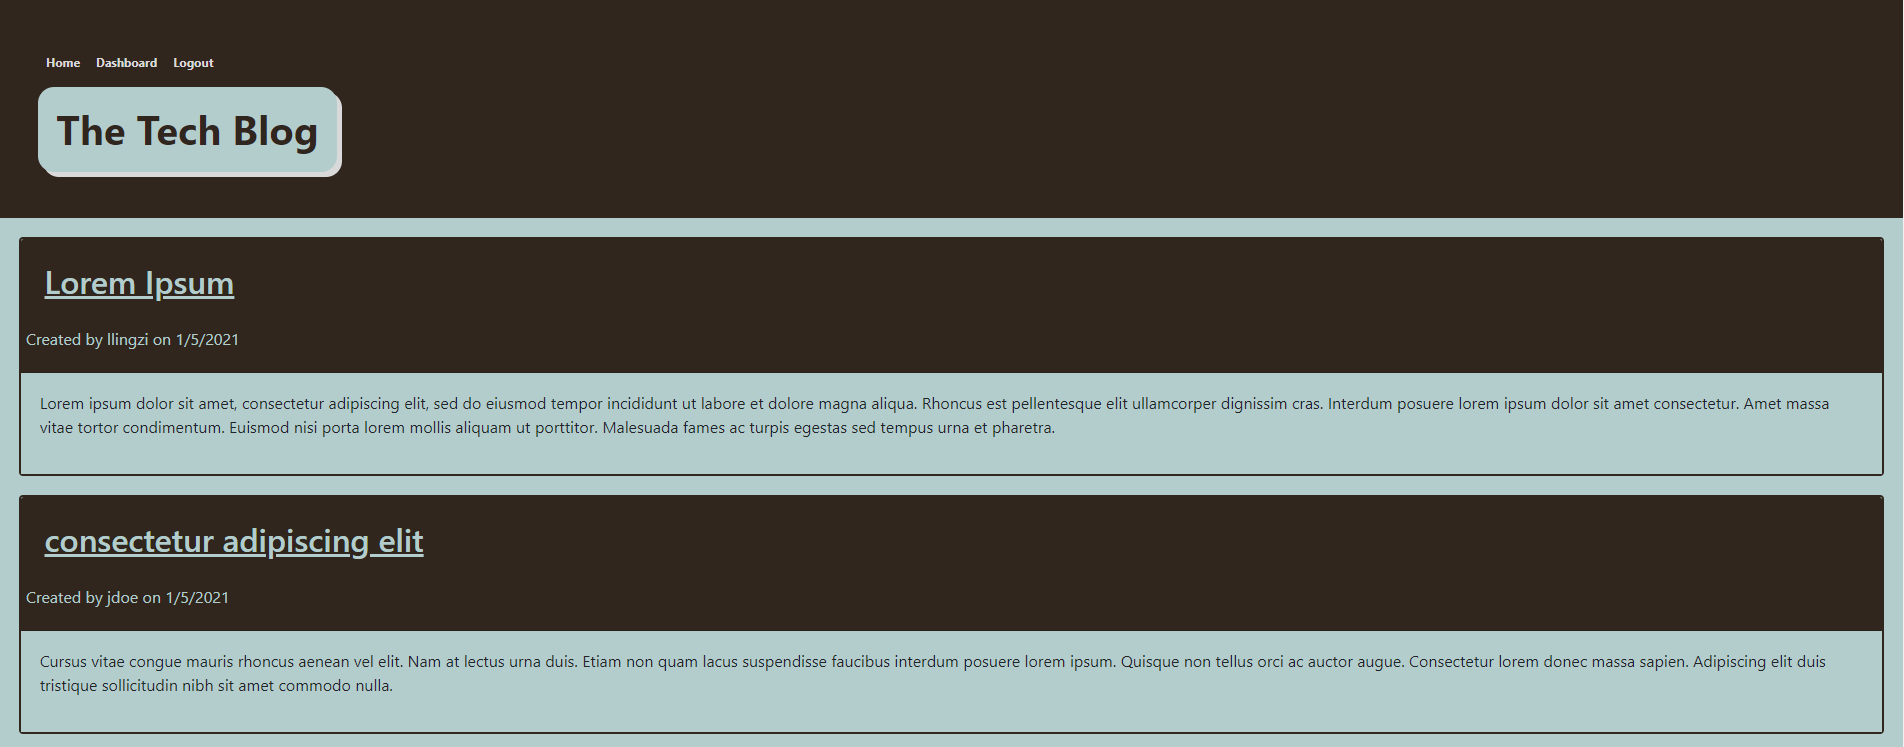 Home Dashboard Logout
The Tech Blog
Lorem Ipsum
Created by llingzi on 1/5/2021
Lorem ipsum dolor sit amet, consectetur adipiscing elit, sed do eiusmod tempor incididunt ut labore et dolore magna aliqua. Rhoncus est pellentesque elit ullamcorper dignissim cras. Interdum posuere lorem ipsum dolor sit amet consectetur. Amet massa
vitae tortor condimentum. Euismod nisi porta lorem mollis aliquam ut porttitor. Malesuada fames ac turpis egestas sed tempus urna et pharetra.
consectetur adipiscing elit
Created by jdoe on 1/5/2021
Cursus vitae congue mauris rhoncus aenean vel elit. Nam at lectus urna duis. Etiam non quam lacus suspendisse faucibus interdum posuere lorem ipsum. Quisque non tellus orci ac auctor augue. Consectetur lorem donec massa sapien. Adipiscing elit duis
tristique sollicitudin nibh sit amet commodo nulla.